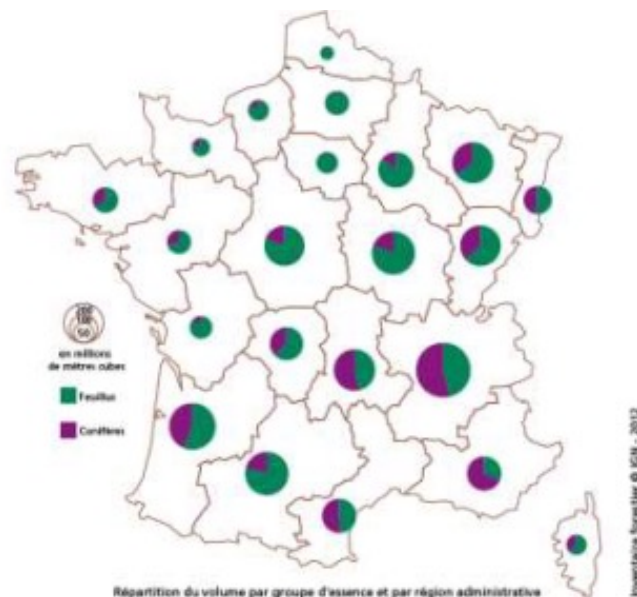 50
en millions
de mètres cubes
Feuillus
Conifères
Répartition du volume par groupe d'essence et par région administrative
Inventaire forestier © IGN - 2012